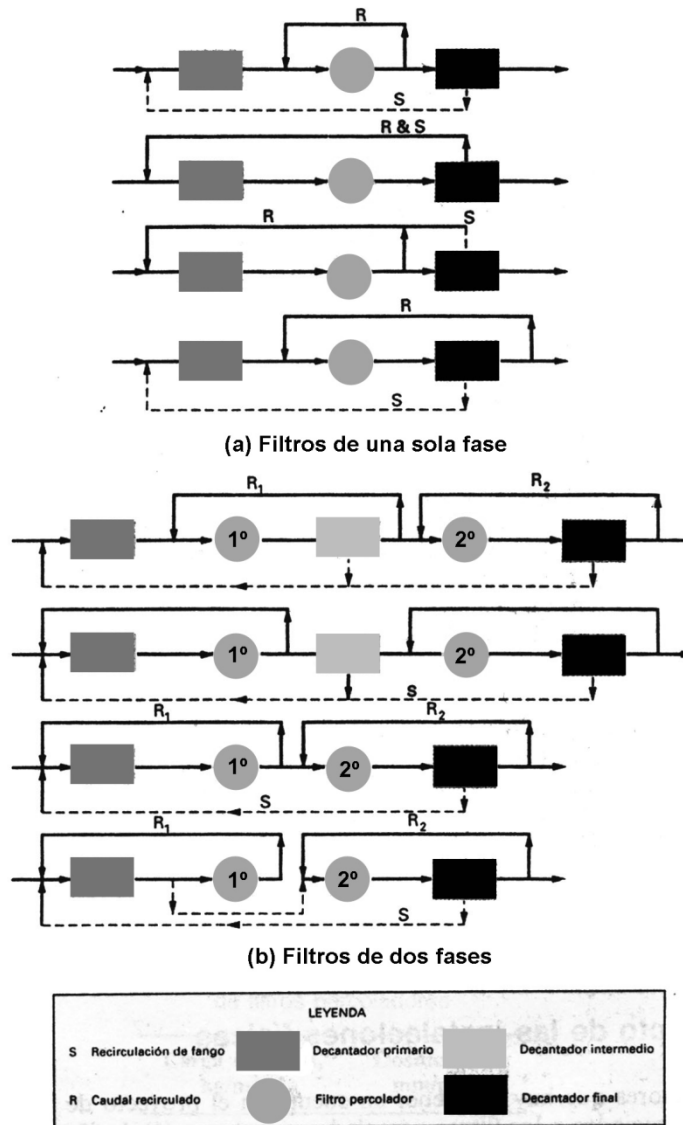 R
S
R & S
R
S
R
S
(a) Filtros de una sola fase
R1
R2
1º
2º
1º
2º
S
R1
R2
1º
2º
S
R1
R2
1º
2º
S
(b) Filtros de dos fases
LEYENDA
S Recirculación de fango
Decantador primario
Decantador intermedio
R Caudal recirculado
Filtro percolador
Decantador final